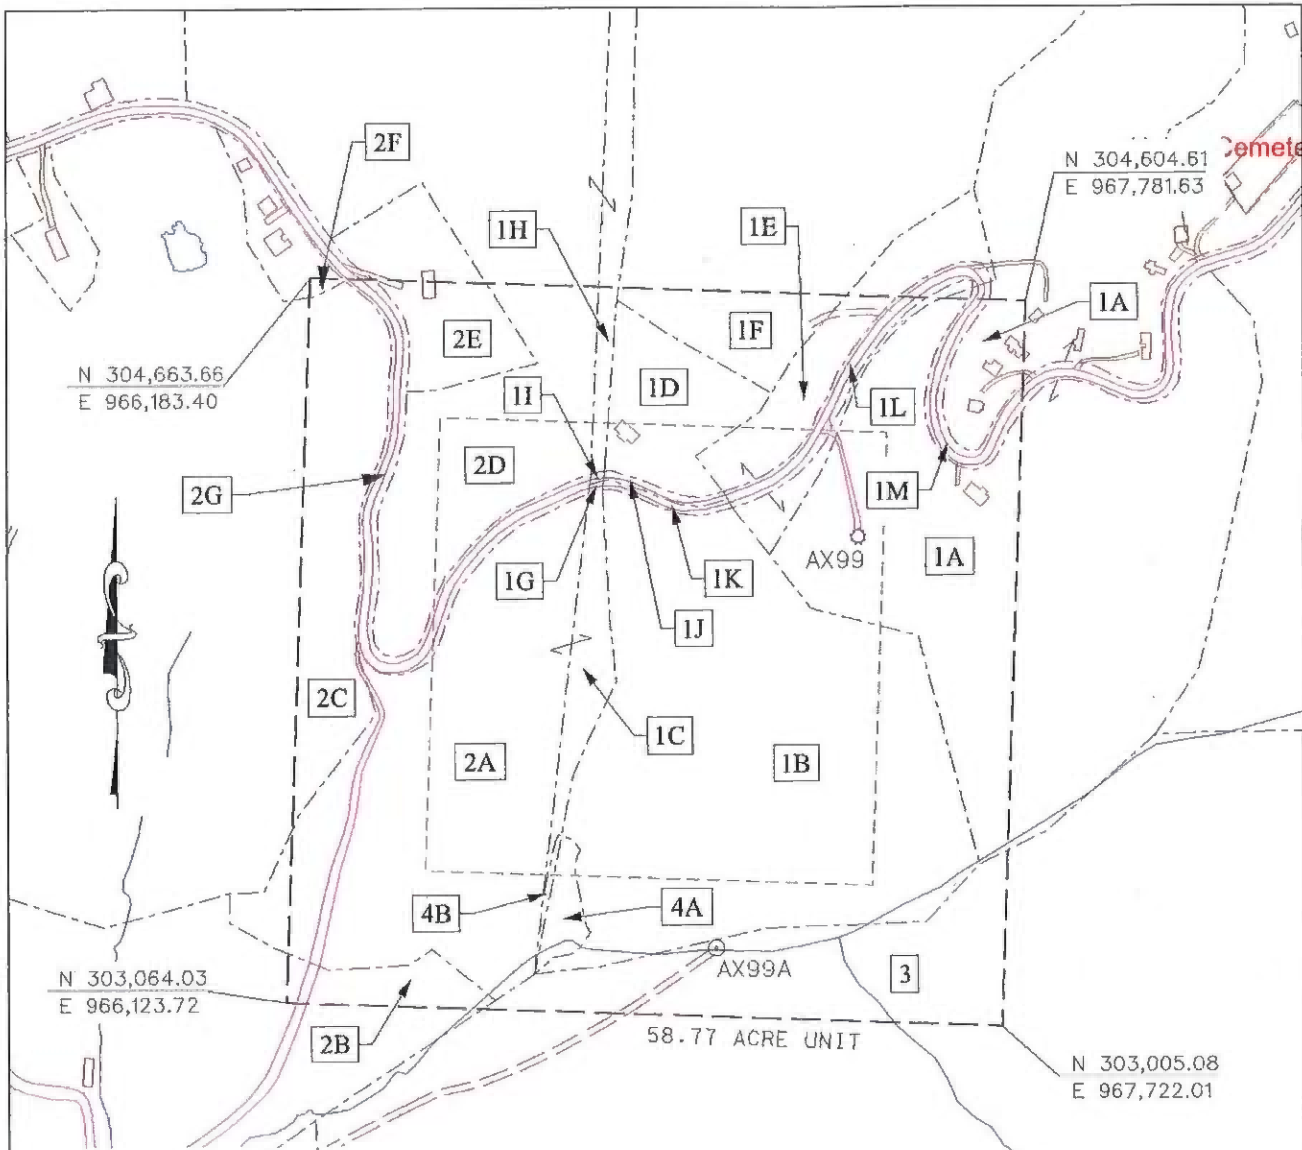 2F
N 304,604.61
E 967,781.63
1H
1E
1A
1F
2E
N 304,663.66
E 966,183.40
1I
1D
1L
2D
2G
1M
AX99
1A
1G
1K
1J
2C
1C
2A
1B
4B
4A
AX99A
3
N 303,064.03
E 966,123.72
2B
58.77 ACRE UNIT
N 303,005.08
E 967,722.01